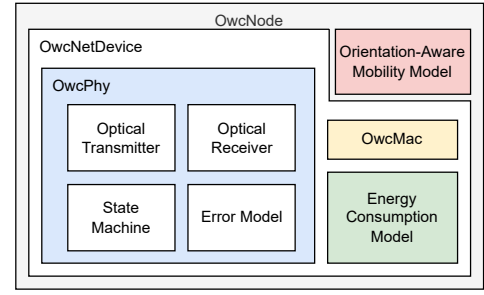 OwcNode
OwcNetDevice
Orientation-Aware
Mobility Model
OwcPhy
Optical
Transmitter
Optical
Receiver
OwcMac
State
Machine
Error Model
Energy
Consumption
Model